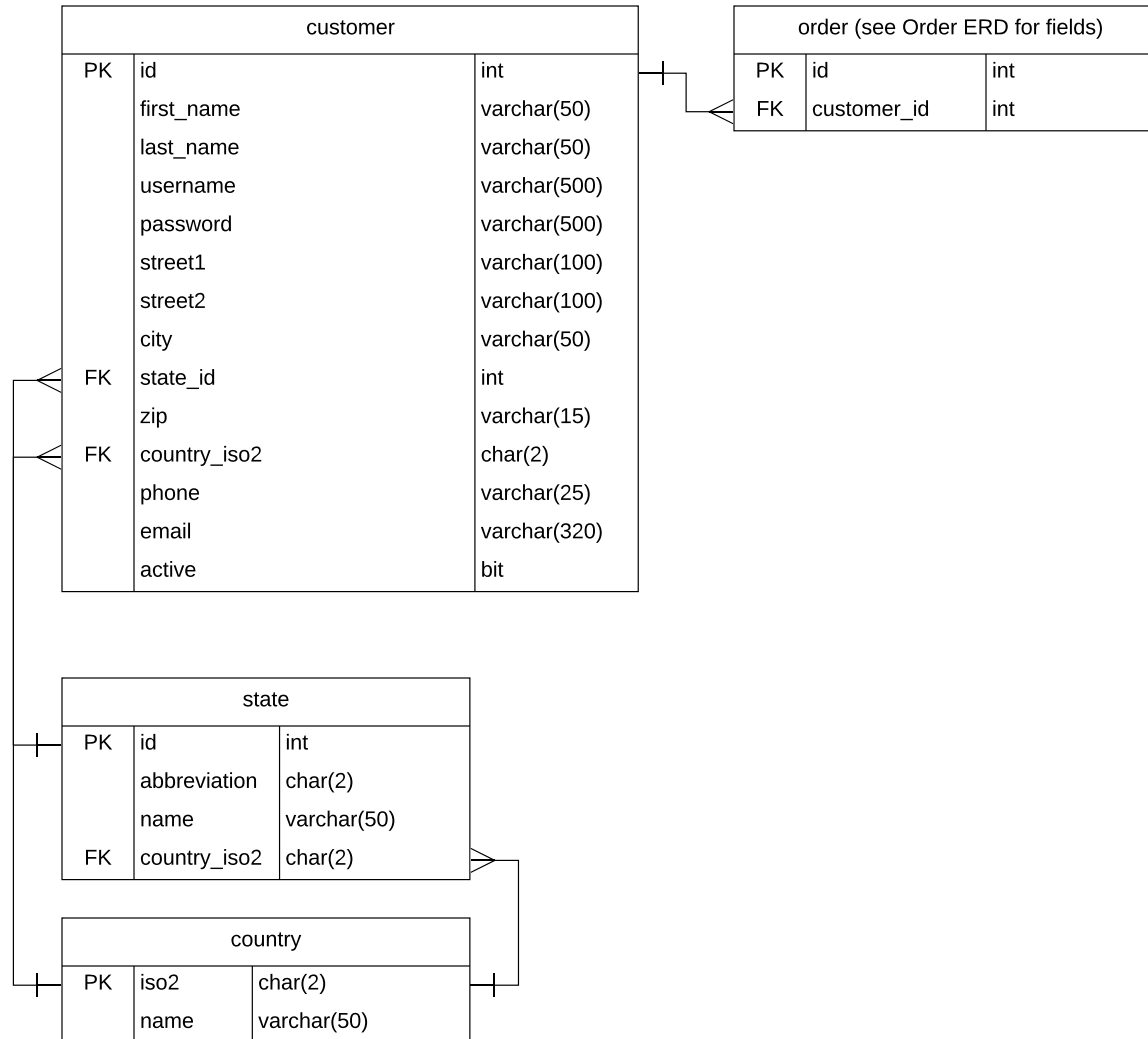 customer
PK id int
first_name varchar(50)
last_name varchar(50)
username varchar(500)
password varchar(500)
street1 varchar(100)
street2 varchar(100)
city varchar(50)
FK state_id int
zip varchar(15)
FK country_iso2 char(2)
phone varchar(25)
email varchar(320)
active bit
order (see Order ERD for fields)
PK id int
FK customer_id int
state
PK id int
abbreviation char(2)
name varchar(50)
FK country_iso2 char(2)
country
PK iso2 char(2)
name varchar(50)